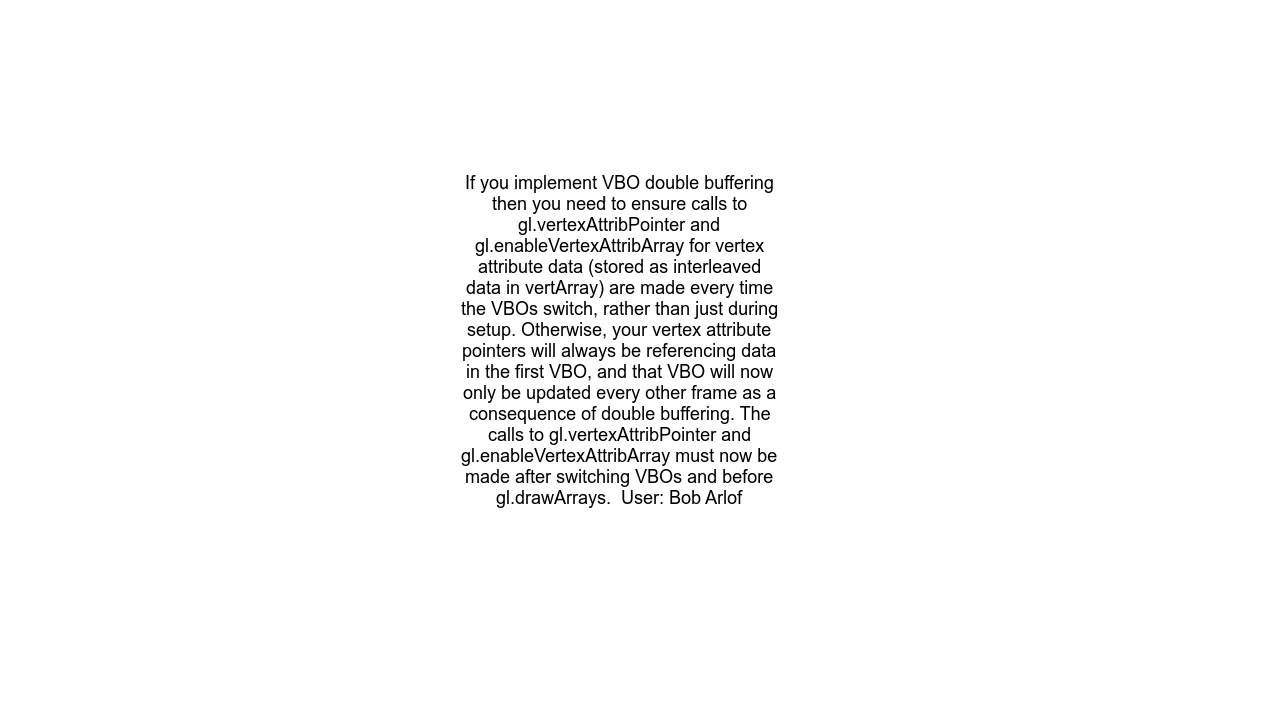 If you implement VBO double buffering
then you need to ensure calls to
gl.vertexAttribPointer and
gl.enableVertexAttribArray for vertex
attribute data (stored as interleaved
data in vertArray) are made every time
the VBOs switch, rather than just during
setup. Otherwise, your vertex attribute
pointers will always be referencing data
in the first VBO, and that VBO will now
only be updated every other frame as a
consequence of double buffering. The
calls to gl.vertexAttribPointer and
gl.enableVertexAttribArray must now be
made after switching VBOs and before
gl.drawArrays.  User: Bob Arlof